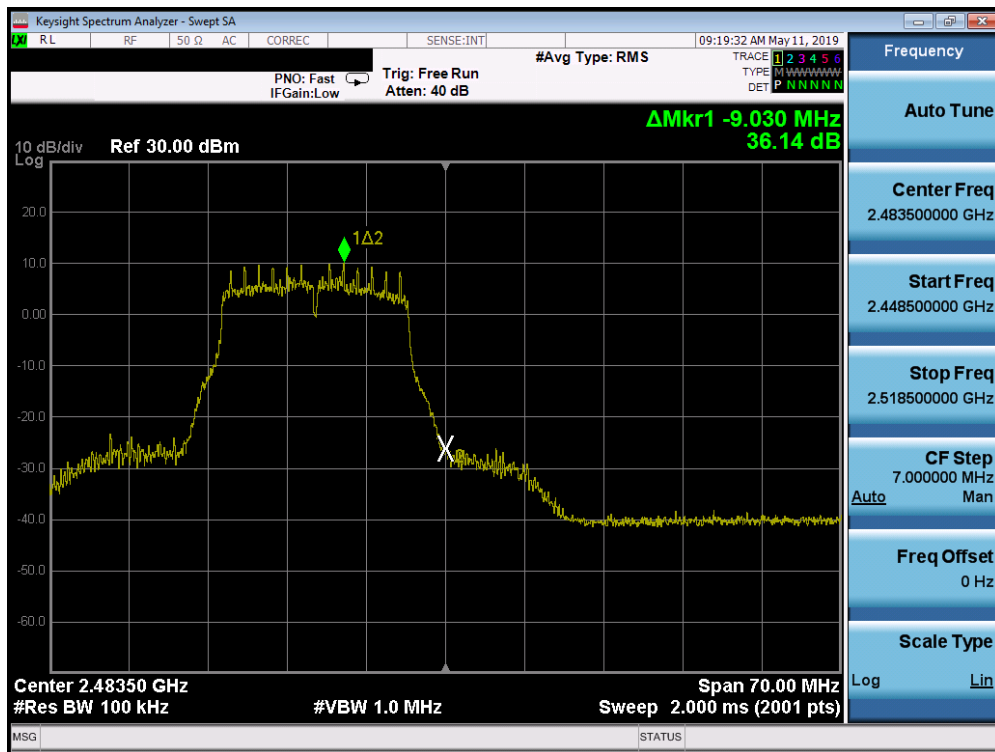 Keysight Spectrum Analyzer - Swept SA
LXI RL RF 50 Ω AC CORREC SENSE:INT 09:19:32 AM May 11, 2019
#Avg Type: RMS TRACE 1 2 3 4 5 6
PNO: Fast Trig: Free Run TYPE M WWWWW
IFGain:Low Atten: 40 dB DET P N N N N N
ΔMkr1 -9.030 MHz
36.14 dB
10 dB/div Ref 30.00 dBm
Log
20.0
1Δ2
10.0
0.00
-10.0
-20.0
-30.0
-40.0
-50.0
-60.0
Center 2.48350 GHz Span 70.00 MHz
#Res BW 100 kHz #VBW 1.0 MHz Sweep 2.000 ms (2001 pts)
MSG STATUS
Frequency
Auto Tune
Center Freq
2.483500000 GHz
Start Freq
2.448500000 GHz
Stop Freq
2.518500000 GHz
CF Step
7.000000 MHz
Auto Man
Freq Offset
0 Hz
Scale Type
Log Lin